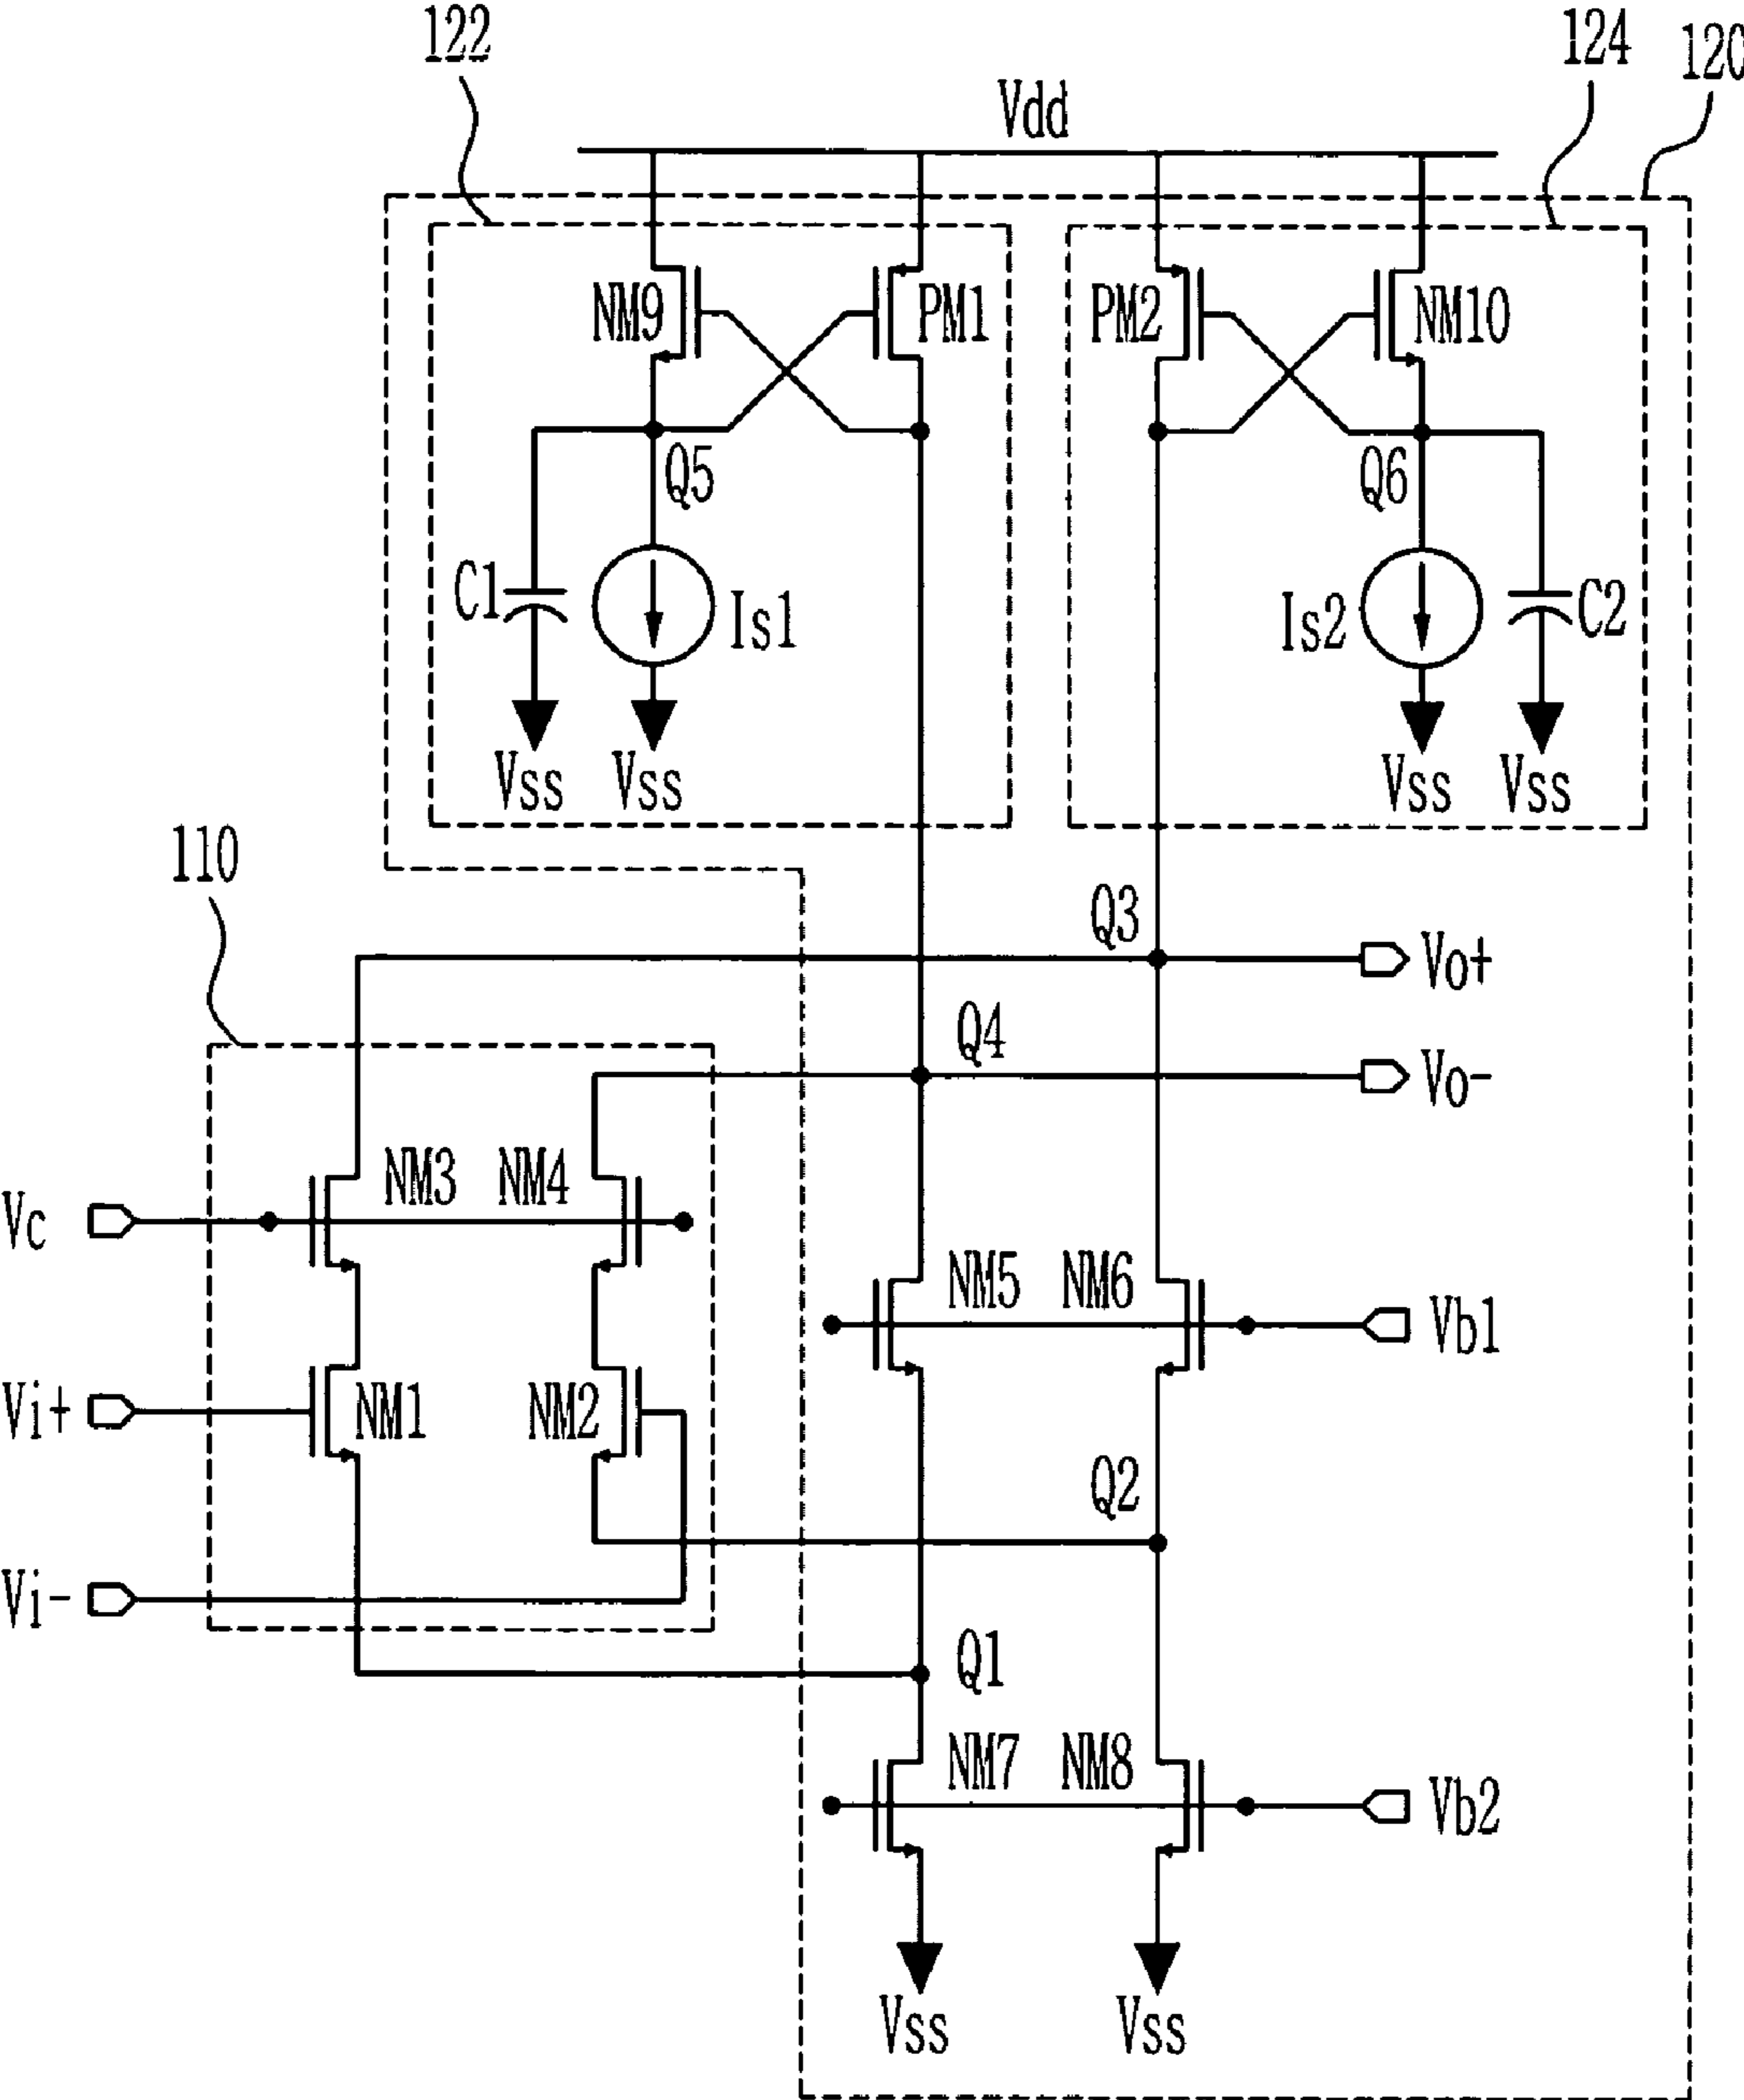 122
124
120
Vdd
NM9
PM1
PM2
NM10
Q5
Q6
C1
Is1
Is2
C2
Vss
Vss
Vss
Vss
110
Q3
Vo+
Q4
Vo-
NM3
NM4
Vc
NM5
NM6
Vb1
Vi+
NM1
NM2
Q2
Vi-
Q1
NM7
NM8
Vb2
Vss
Vss